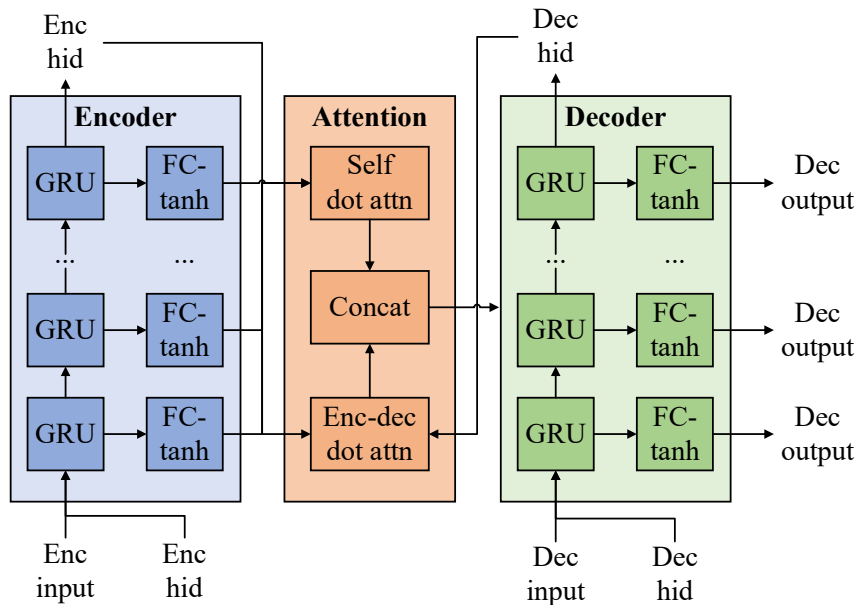 Enc
hid
Dec
hid
Encoder
Attention
Decoder
GRU
FC-
tanh
Self
dot attn
GRU
FC-
tanh
Dec
output
...
...
...
...
Concat
GRU
FC-
tanh
GRU
FC-
tanh
Dec
output
GRU
FC-
tanh
Enc-dec
dot attn
GRU
FC-
tanh
Dec
output
Enc
input
Enc
hid
Dec
input
Dec
hid